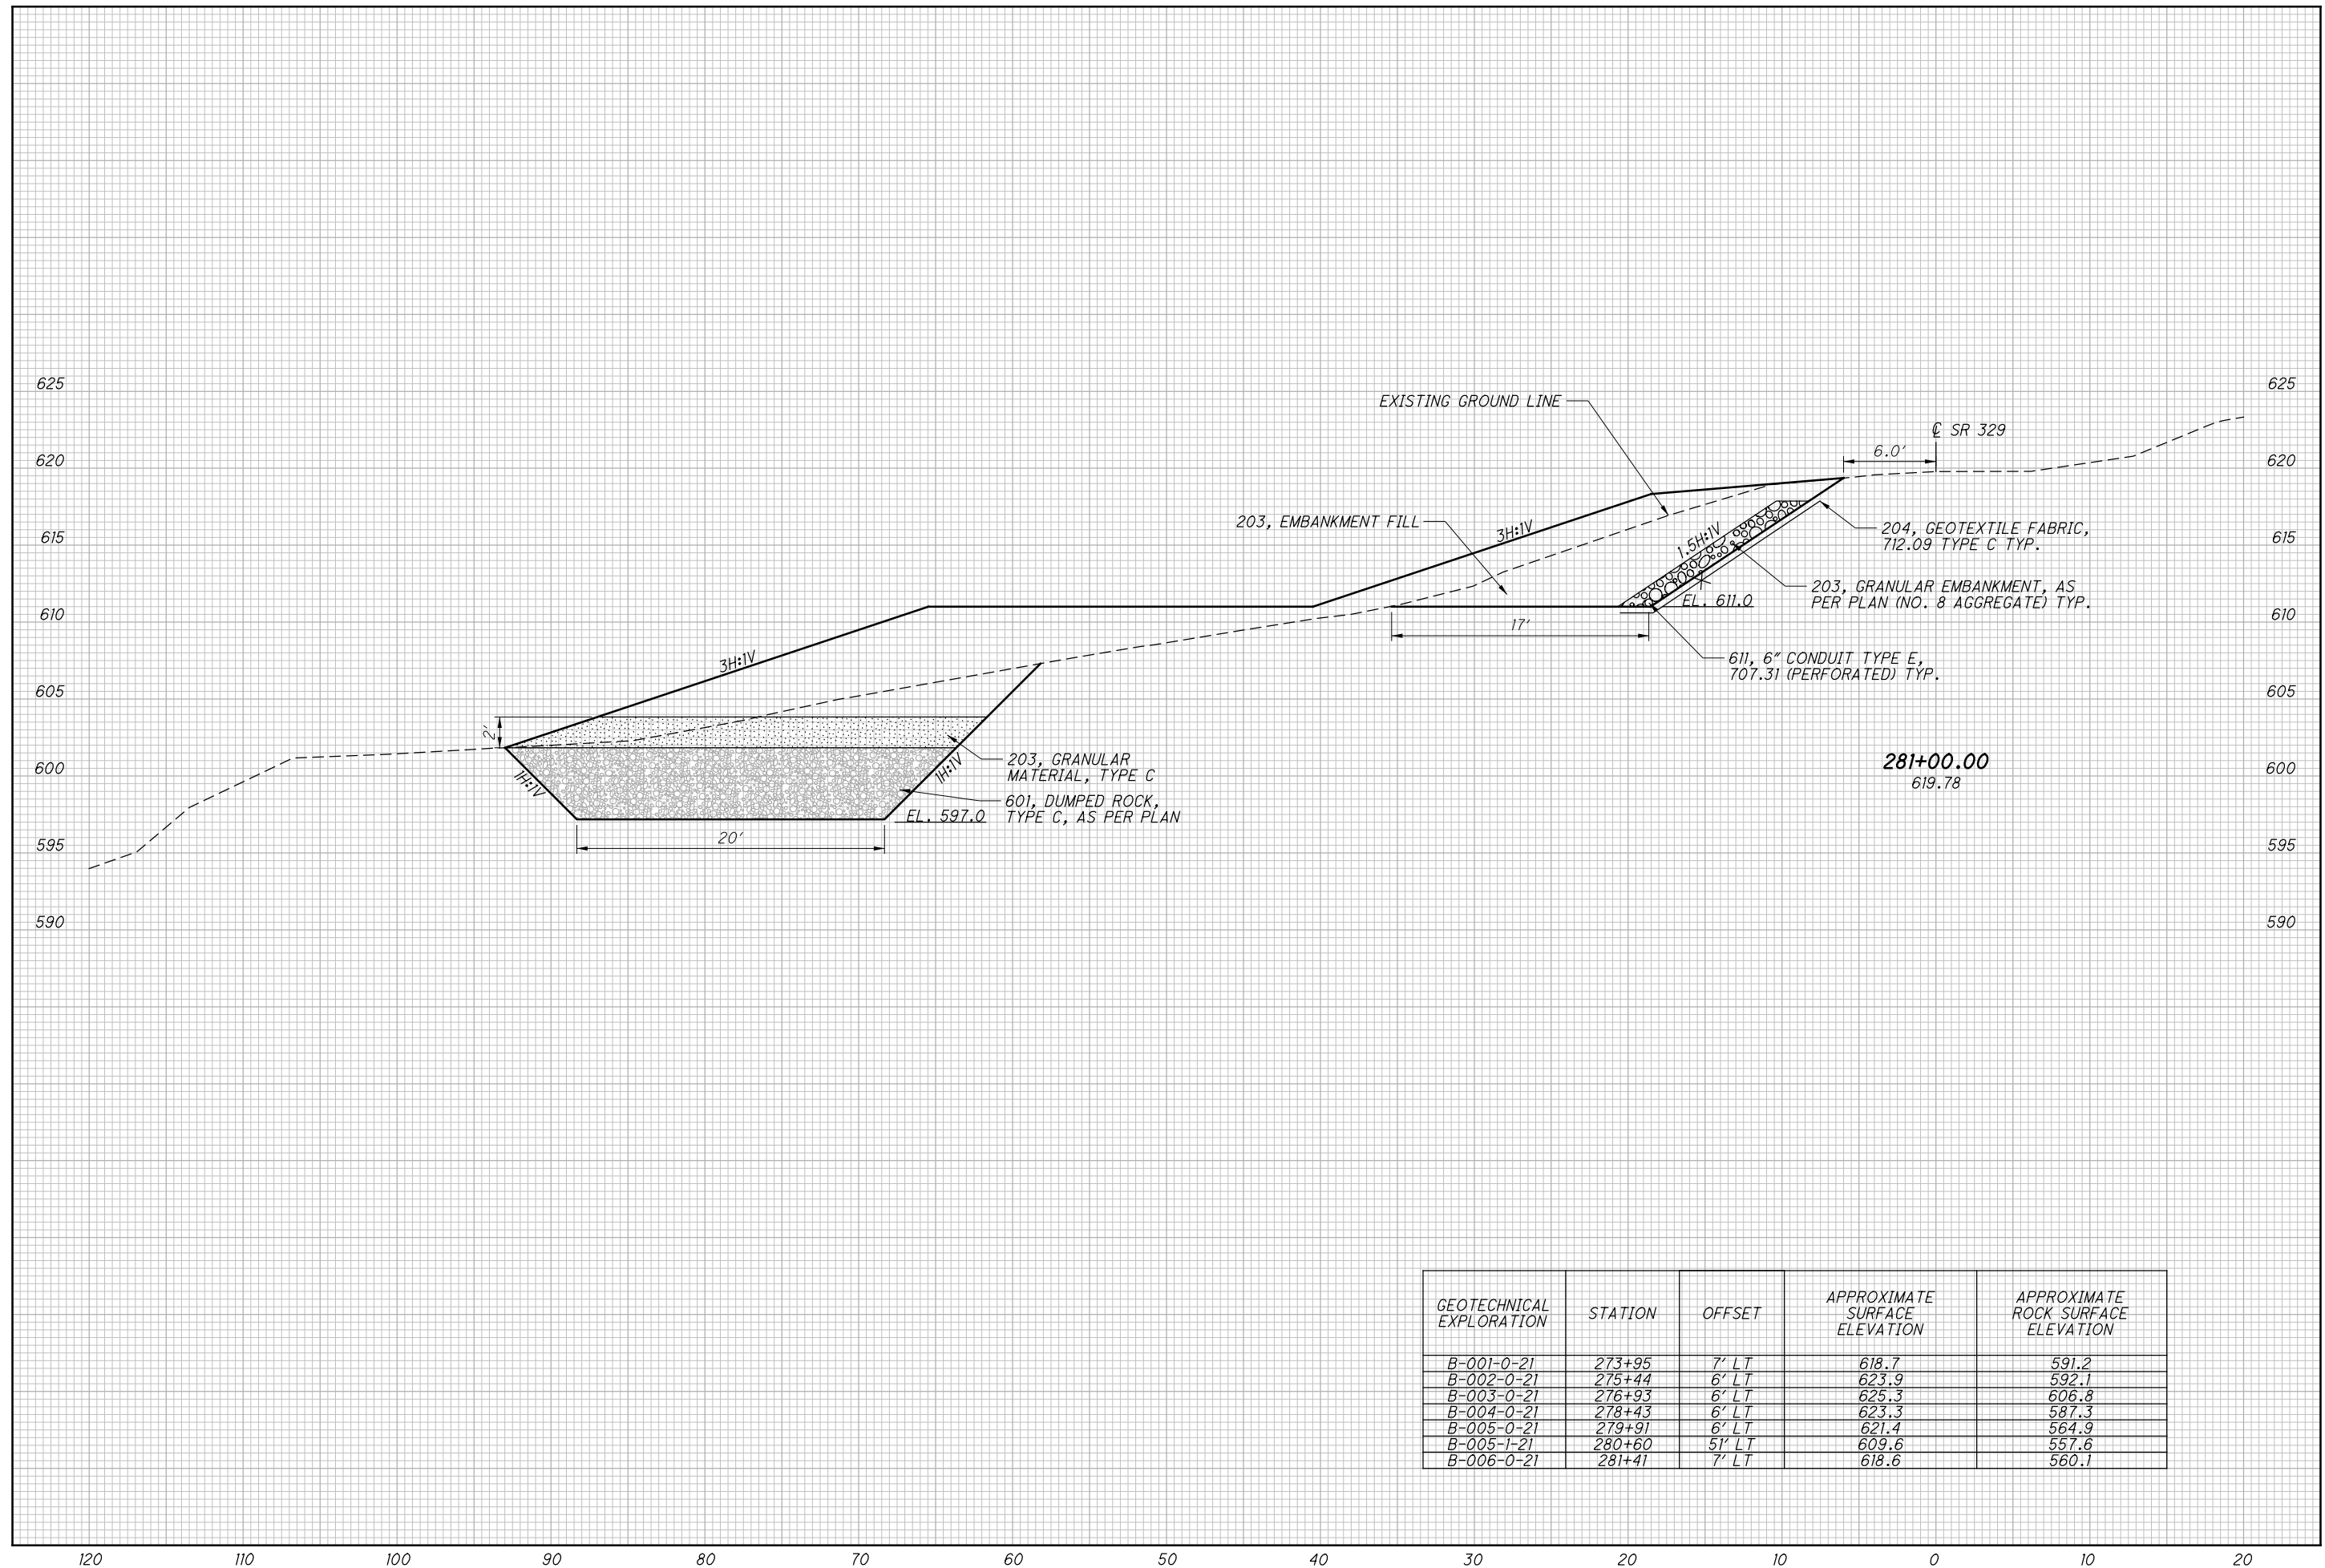 625
625
EXISTING GROUND LINE
℄ SR 329
6.0'
620
620
203, EMBANKMENT FILL
3H:1V
1.5H:1V
204, GEOTEXTILE FABRIC,
712.09 TYPE C TYP.
615
615
203, GRANULAR EMBANKMENT, AS
PER PLAN (NO. 8 AGGREGATE) TYP.
EL. 611.0
610
610
17'
611, 6" CONDUIT TYPE E,
707.31 (PERFORATED) TYP.
3H:1V
605
605
2'
203, GRANULAR
MATERIAL, TYPE C
1H:1V
1H:1V
281+00.00
619.78
600
600
601, DUMPED ROCK,
TYPE C, AS PER PLAN
EL. 597.0
20'
595
595
590
590
GEOTECHNICAL EXPLORATION STATION OFFSET APPROXIMATE SURFACE ELEVATION APPROXIMATE ROCK SURFACE ELEVATION
B-001-0-21 273+95 7' LT 618.7 591.2
B-002-0-21 275+44 6' LT 623.9 592.1
B-003-0-21 276+93 6' LT 625.3 606.8
B-004-0-21 278+43 6' LT 623.3 587.3
B-005-0-21 279+91 6' LT 621.4 564.9
B-005-1-21 280+60 51' LT 609.6 557.6
B-006-0-21 281+41 7' LT 618.6 560.1
120 110 100 90 80 70 60 50 40 30 20 10 0 10 20